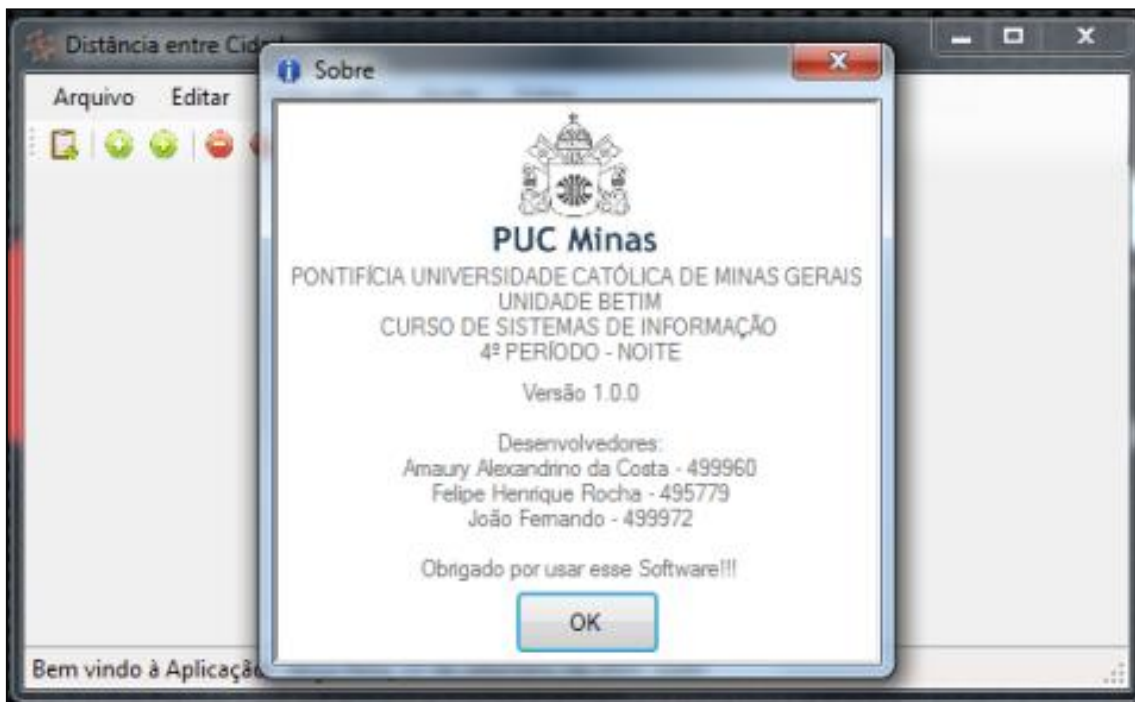 Distância entre
Sobre
Arquivo Editar
PUC Minas
PONTIFÍCIA UNIVERSIDADE CATÓLICA DE MINAS GERAIS
UNIDADE BETIM
CURSO DE SISTEMAS DE INFORMAÇÃO
4º PERÍODO - NOITE
Versão 1.0.0
Desenvolvedores:
Amaury Alexandrino da Costa - 499960
Felipe Henrique Rocha - 495779
João Fernando - 499972
Obrigado por usar esse Software!!!
OK
Bem vindo à